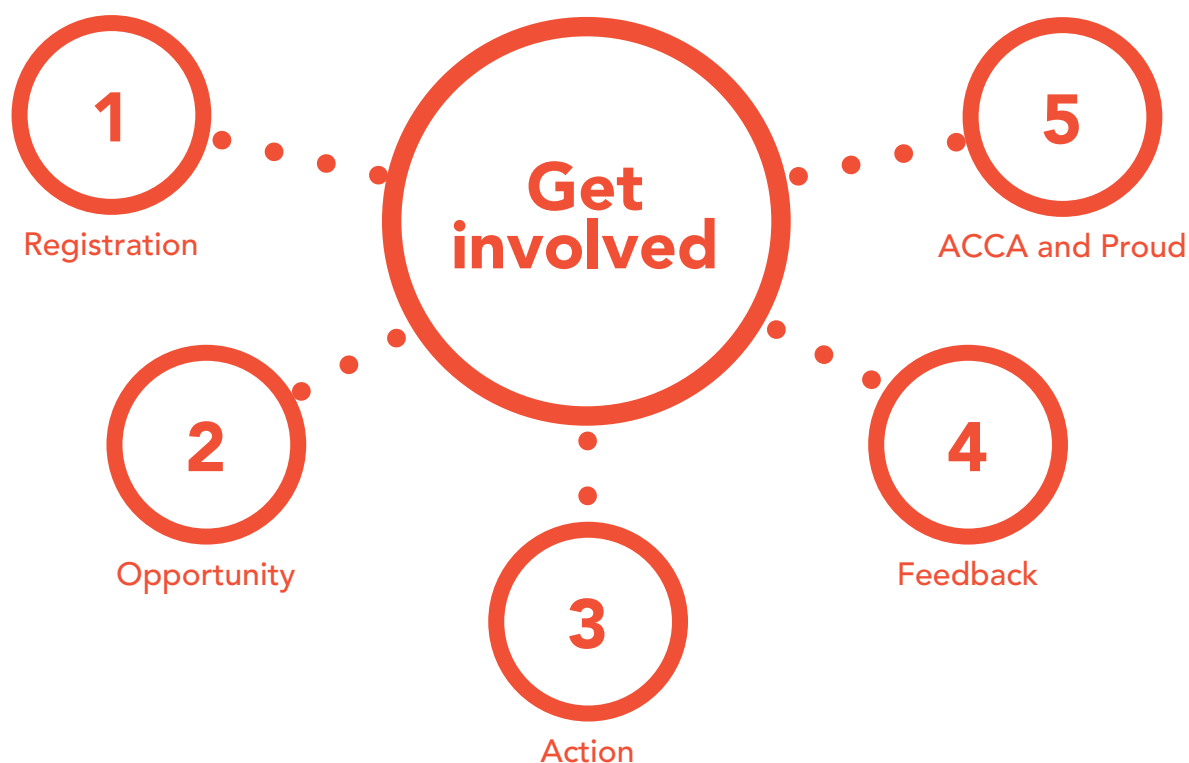 Get
involved
1
Registration
2
Opportunity
3
Action
4
Feedback
5
ACCA and Proud